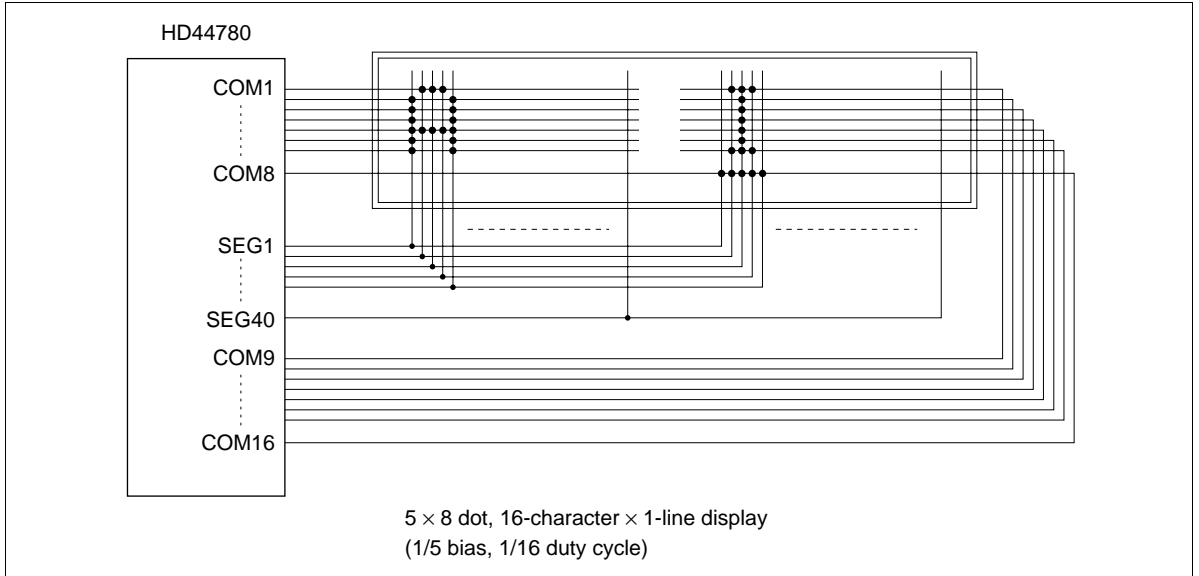 HD44780
COM1
COM8
SEG1
SEG40
COM9
COM16
5 × 8 dot, 16-character × 1-line display
(1/5 bias, 1/16 duty cycle)